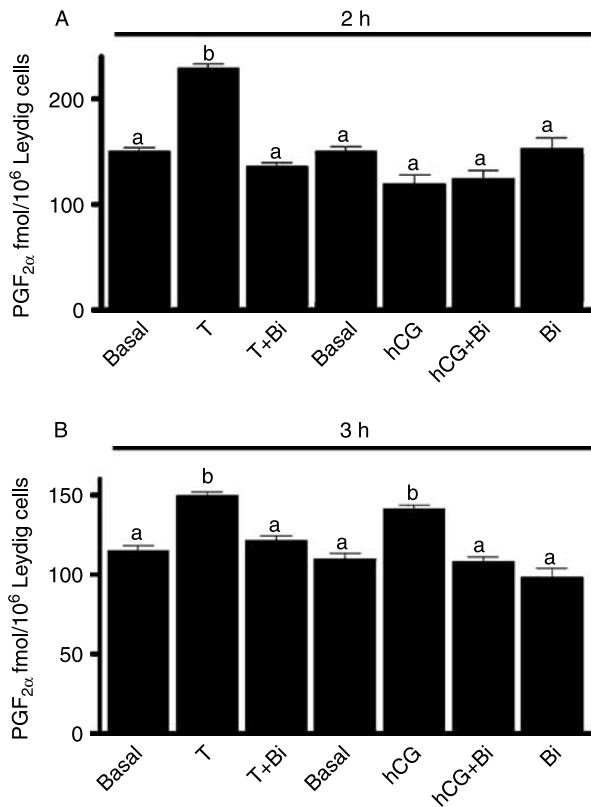 A
2 h
PGF2α fmol/10⁶ Leydig cells
200
100
0
a
b
a
a
a
a
a
Basal
T
T+Bi
Basal
hCG
hCG+Bi
Bi
B
3 h
PGF2α fmol/10⁶ Leydig cells
150
100
50
0
a
b
a
a
b
a
a
Basal
T
T+Bi
Basal
hCG
hCG+Bi
Bi